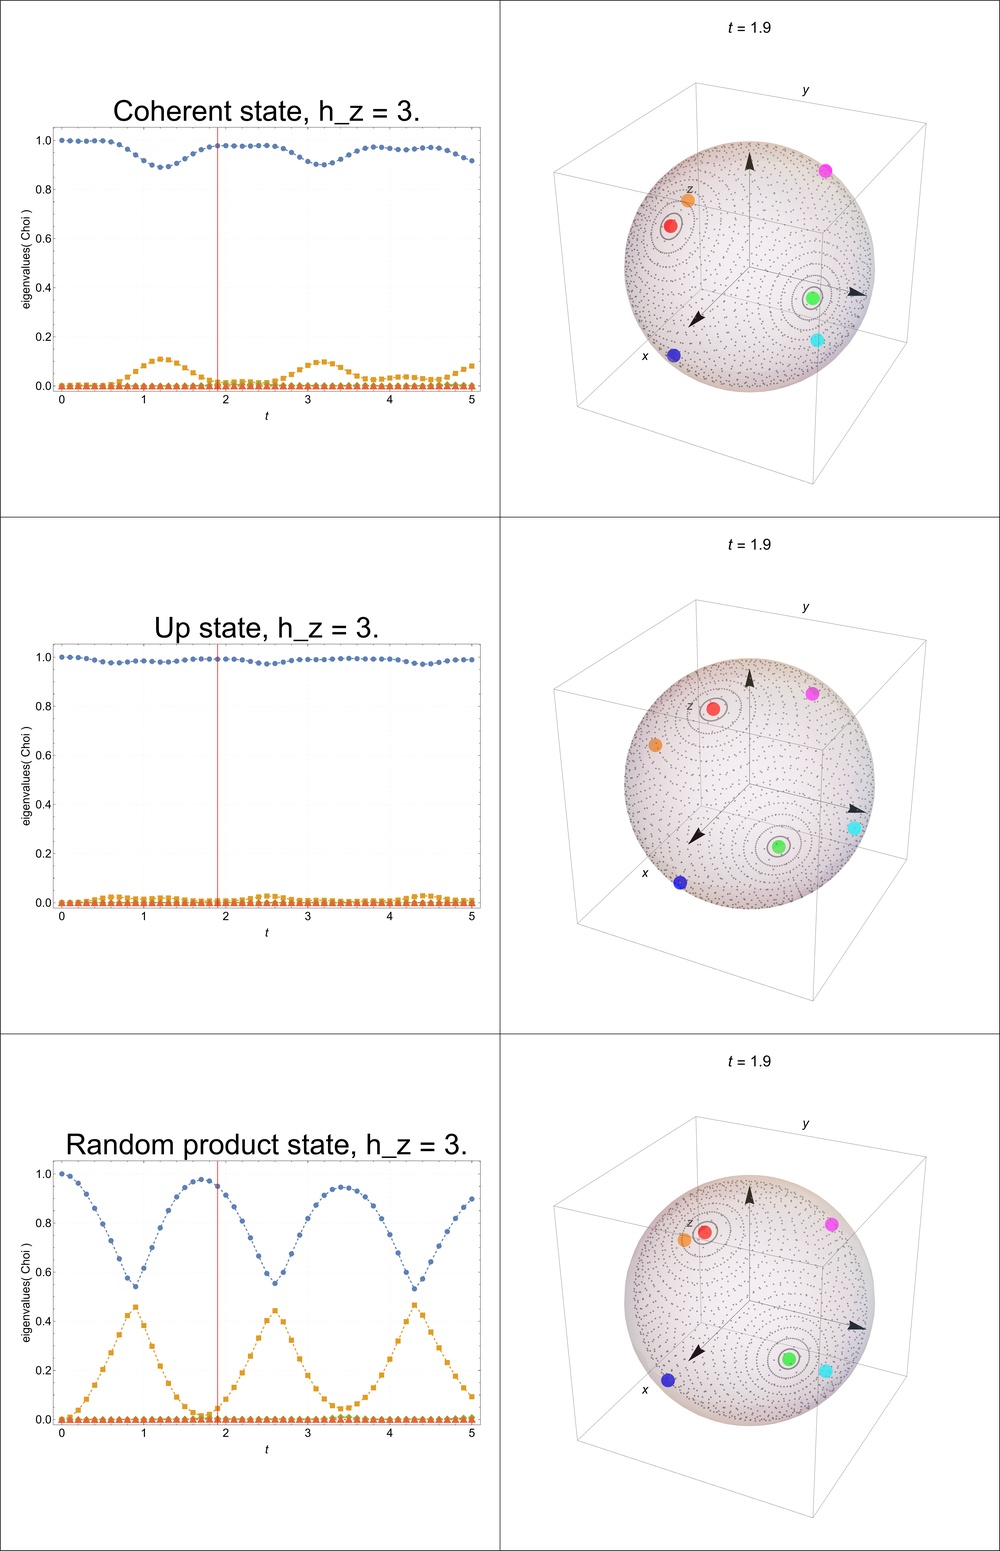 Coherent state, h_z = 3.
eigenvalues( Choi )
1.0
0.8
0.6
0.4
0.2
0.0
0 1 2 3 4 5
t
t = 1.9
y
z
x
Up state, h_z = 3.
eigenvalues( Choi )
1.0
0.8
0.6
0.4
0.2
0.0
0 1 2 3 4 5
t
t = 1.9
y
z
x
Random product state, h_z = 3.
eigenvalues( Choi )
1.0
0.8
0.6
0.4
0.2
0.0
0 1 2 3 4 5
t
t = 1.9
y
z
x